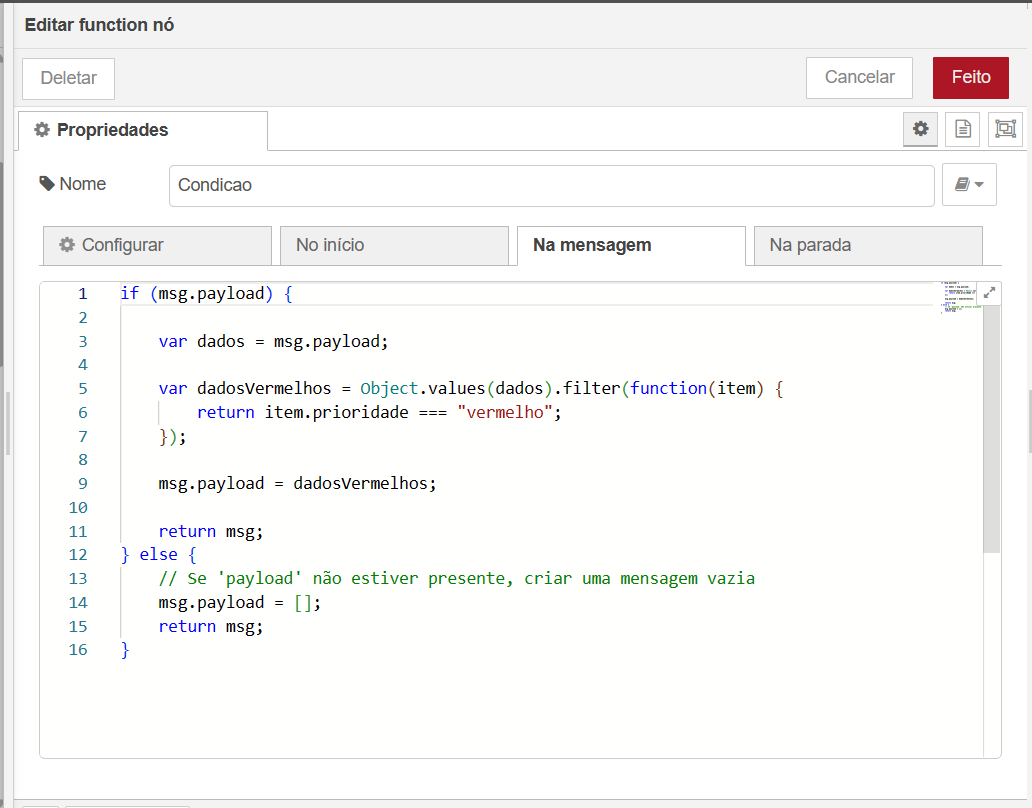 Editar function nó
Deletar
Cancelar
Feito
Propriedades
Nome
Condicao
Configurar
No início
Na mensagem
Na parada
1 if (msg.payload) {
2
3     var dados = msg.payload;
4
5     var dadosVermelhos = Object.values(dados).filter(function(item) {
6         return item.prioridade === "vermelho";
7     });
8
9     msg.payload = dadosVermelhos;
10
11     return msg;
12 } else {
13     // Se 'payload' não estiver presente, criar uma mensagem vazia
14     msg.payload = [];
15     return msg;
16 }